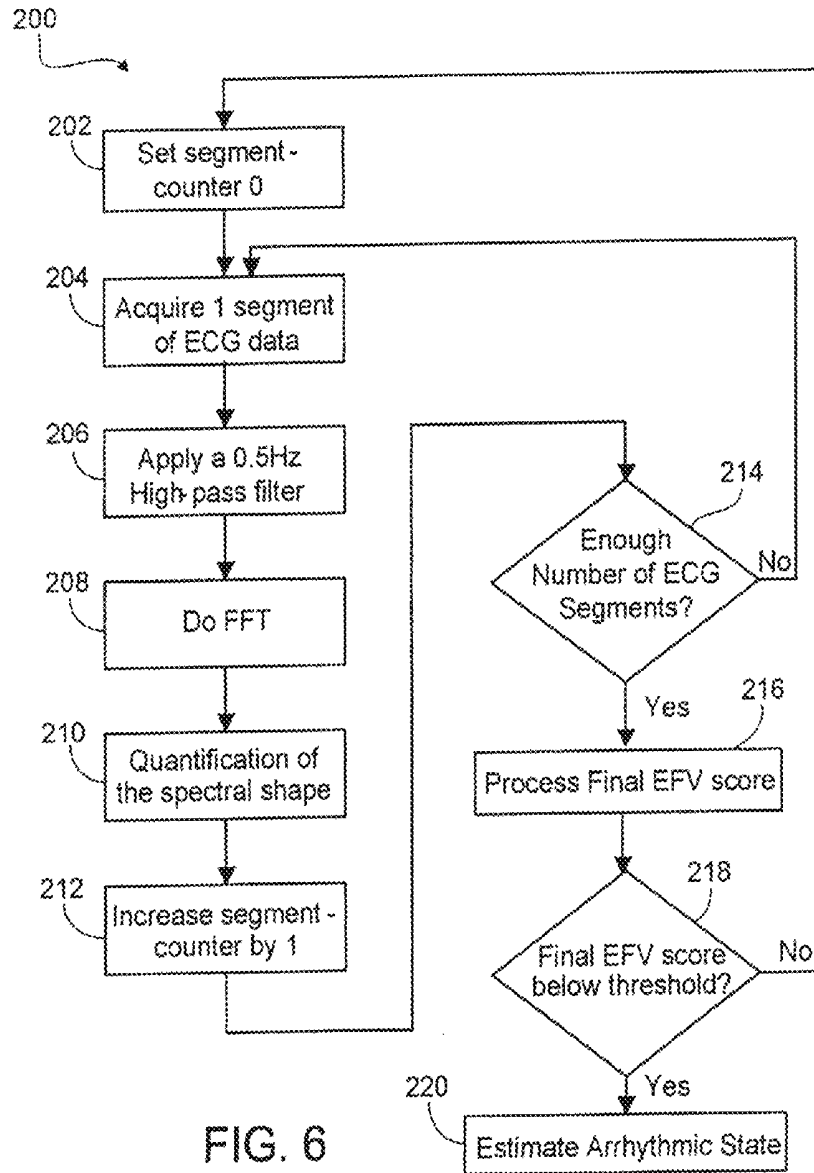 200
202
Set segment-
counter 0
204
Acquire 1 segment
of ECG data
206
Apply a 0.5Hz
High-pass filter
208
Do FFT
210
Quantification of
the spectral shape
212
Increase segment-
counter by 1
214
Enough
Number of ECG
Segments?
No
Yes
216
Process Final EFV score
218
Final EFV score
below threshold?
No
Yes
220
Estimate Arrhythmic State
FIG. 6